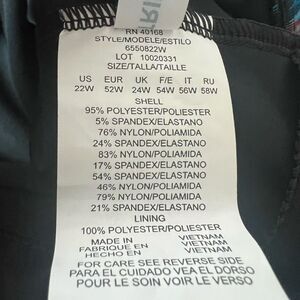 RN 40168
STYLE/MODELE/ESTILO
6550822W
LOT 10020331
SIZE/TALLA/TAILLE
US EUR UK F/E IT RU
22W 52W 24W 54W 56W 58W
SHELL
95% POLYESTER/POLIESTER
5% SPANDEX/ELASTANO
76% NYLON/POLIAMIDA
24% SPANDEX/ELASTANO
83% NYLON/POLIAMIDA
17% SPANDEX/ELASTANO
54% SPANDEX/ELASTANO
46% NYLON/POLIAMIDA
79% NYLON/POLIAMIDA
21% SPANDEX/ELASTANO
LINING
100% POLYESTER/POLIESTER
MADE IN VIETNAM
FABRIQUE EN VIETNAM
HECHO EN VIETNAM
FOR CARE SEE REVERSE SIDE
PARA EL CUIDADO VEA EL DORSO
POUR LE SOIN VOIR LE VERSO